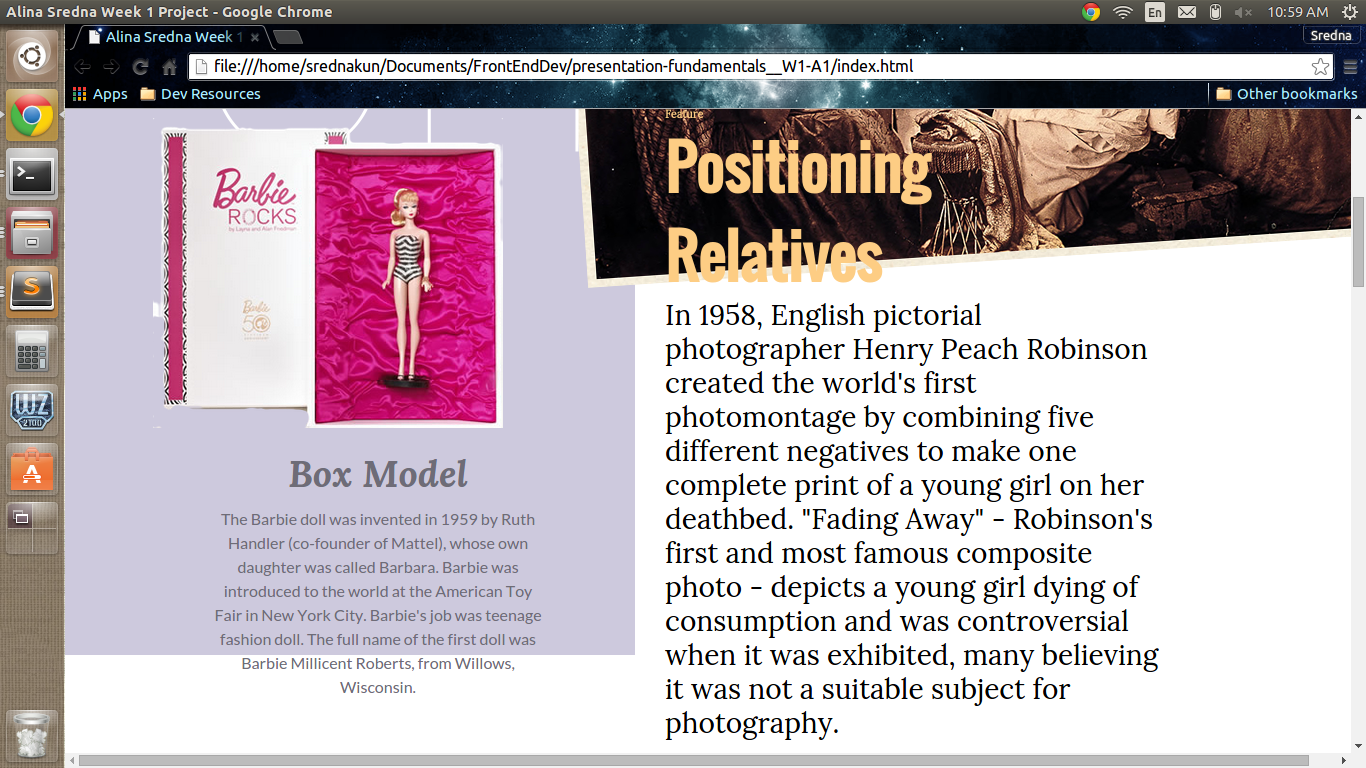 Alina Sredna Week 1 Project - Google Chrome
En
10:59 AM
Alina Sredna Week 1
Sredna
file:///home/srednakun/Documents/FrontEndDev/presentation-fundamentals__W1-A1/index.html
Apps
Dev Resources
Other bookmarks
Barbie
ROCKS
by Layna and Alan Friedman
Barbie
50
Box Model
The Barbie doll was invented in 1959 by Ruth
Handler (co-founder of Mattel), whose own
daughter was called Barbara. Barbie was
introduced to the world at the American Toy
Fair in New York City. Barbie's job was teenage
fashion doll. The full name of the first doll was
Barbie Millicent Roberts, from Willows,
Wisconsin.
Feature
Positioning
Relatives
In 1958, English pictorial
photographer Henry Peach Robinson
created the world's first
photomontage by combining five
different negatives to make one
complete print of a young girl on her
deathbed. "Fading Away" - Robinson's
first and most famous composite
photo - depicts a young girl dying of
consumption and was controversial
when it was exhibited, many believing
it was not a suitable subject for
photography.